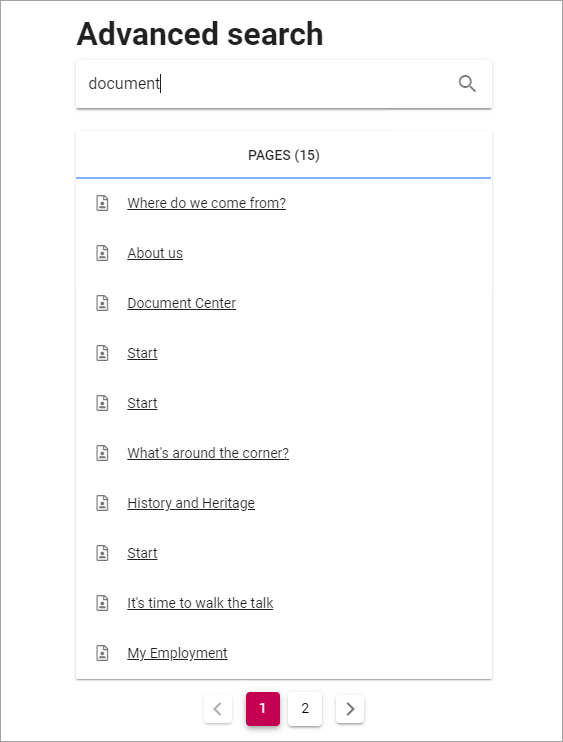 Advanced search
document
PAGES (15)
Where do we come from?
About us
Document Center
Start
Start
What's around the corner?
History and Heritage
Start
It's time to walk the talk
My Employment
1 2